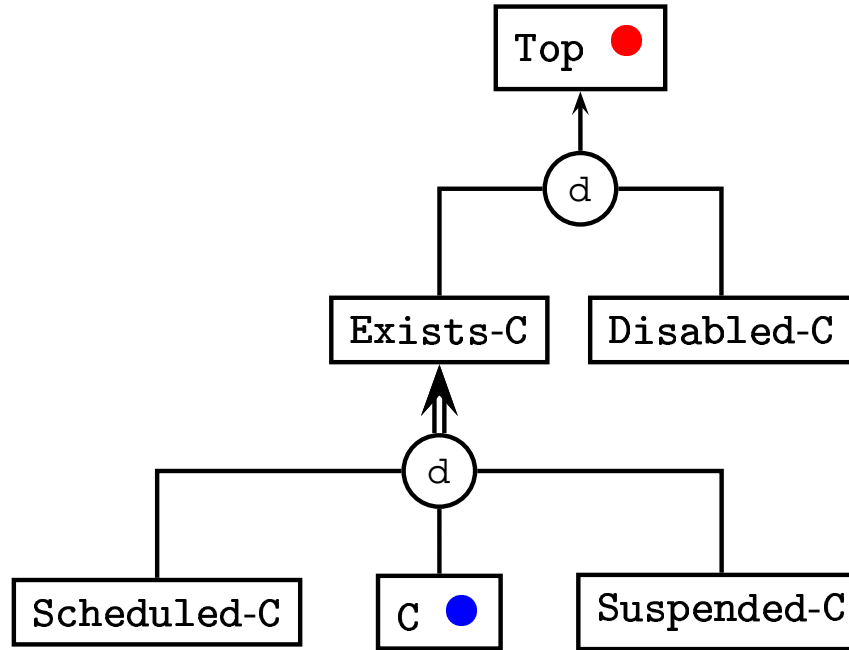 Top
d
Exists-C
Disabled-C
d
Scheduled-C
C
Suspended-C